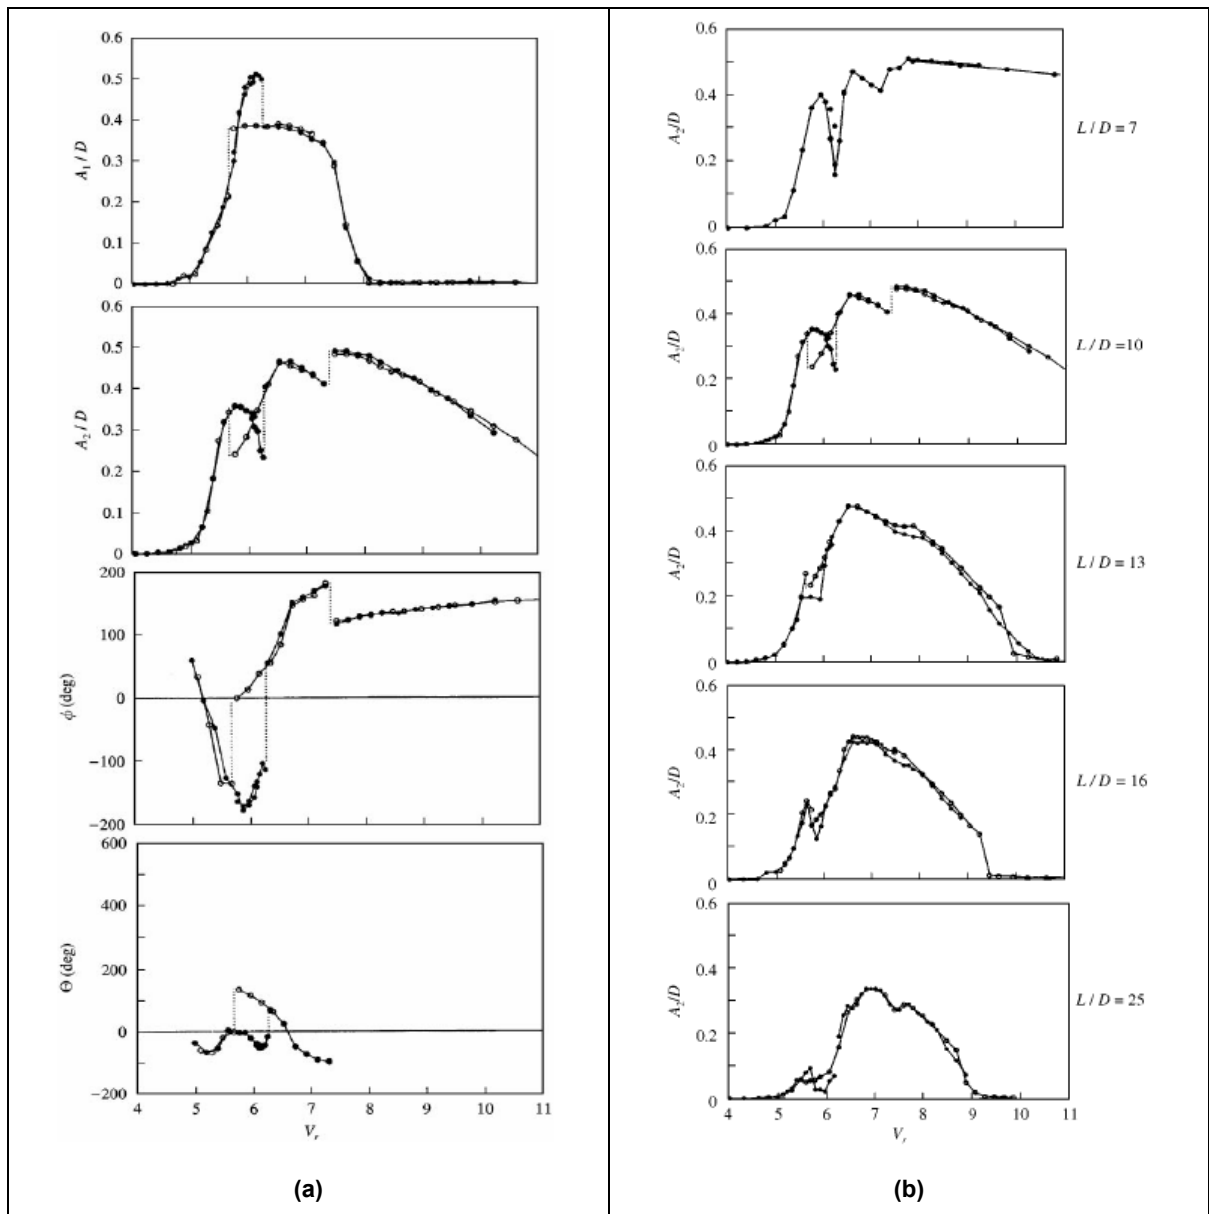 0.6
0.5
0.4
0.3
0.2
0.1
0
A₁ / D
0.6
0.5
0.4
0.3
0.2
0.1
0
A₂ / D
200
100
0
−100
−200
ϕ (deg)
600
400
200
0
−200
Θ (deg)
4 5 6 7 8 9 10 11
Vᵣ
(a)
0.6
0.4
0.2
0
A₂/D
L / D = 7
0.6
0.4
0.2
0
A₂/D
L / D =10
0.6
0.4
0.2
0
A₂/D
L / D = 13
0.6
0.4
0.2
0
A₂/D
L / D = 16
0.6
0.4
0.2
0
A₂/D
L / D = 25
4 5 6 7 8 9 10 11
Vᵣ
(b)